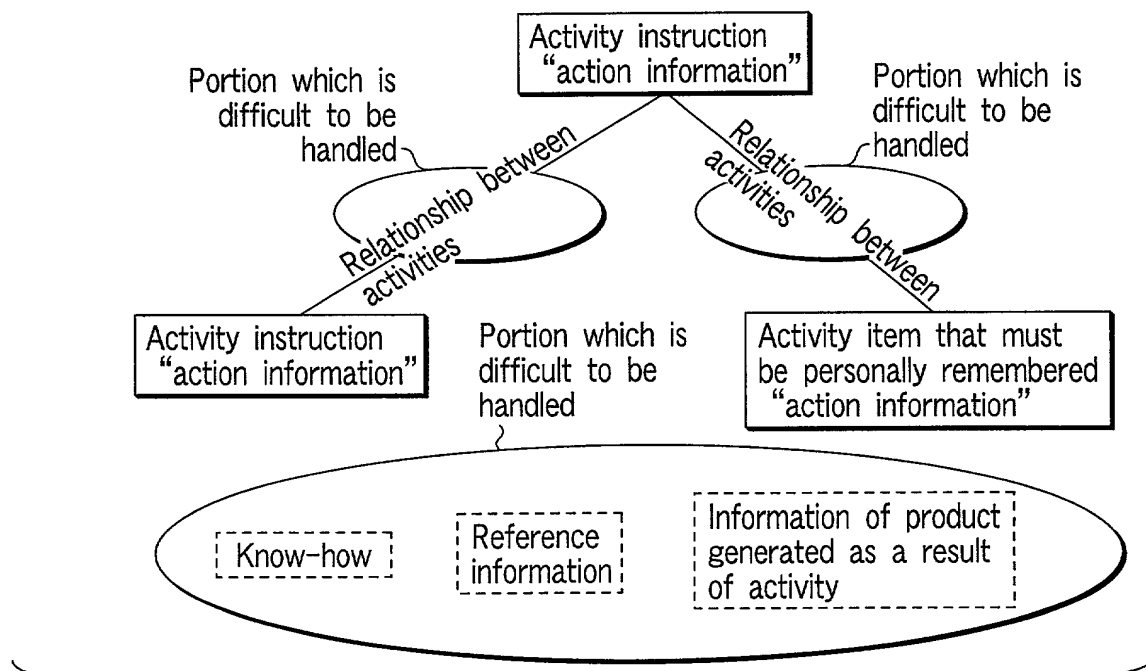 Activity instruction
“action information”
Portion which is
difficult to be
handled
Portion which is
difficult to be
handled
Relationship between
activities
Relationship between
activities
Activity instruction
“action information”
Portion which is
difficult to be
handled
Activity item that must
be personally remembered
“action information”
Know-how
Reference
information
Information of product
generated as a result
of activity